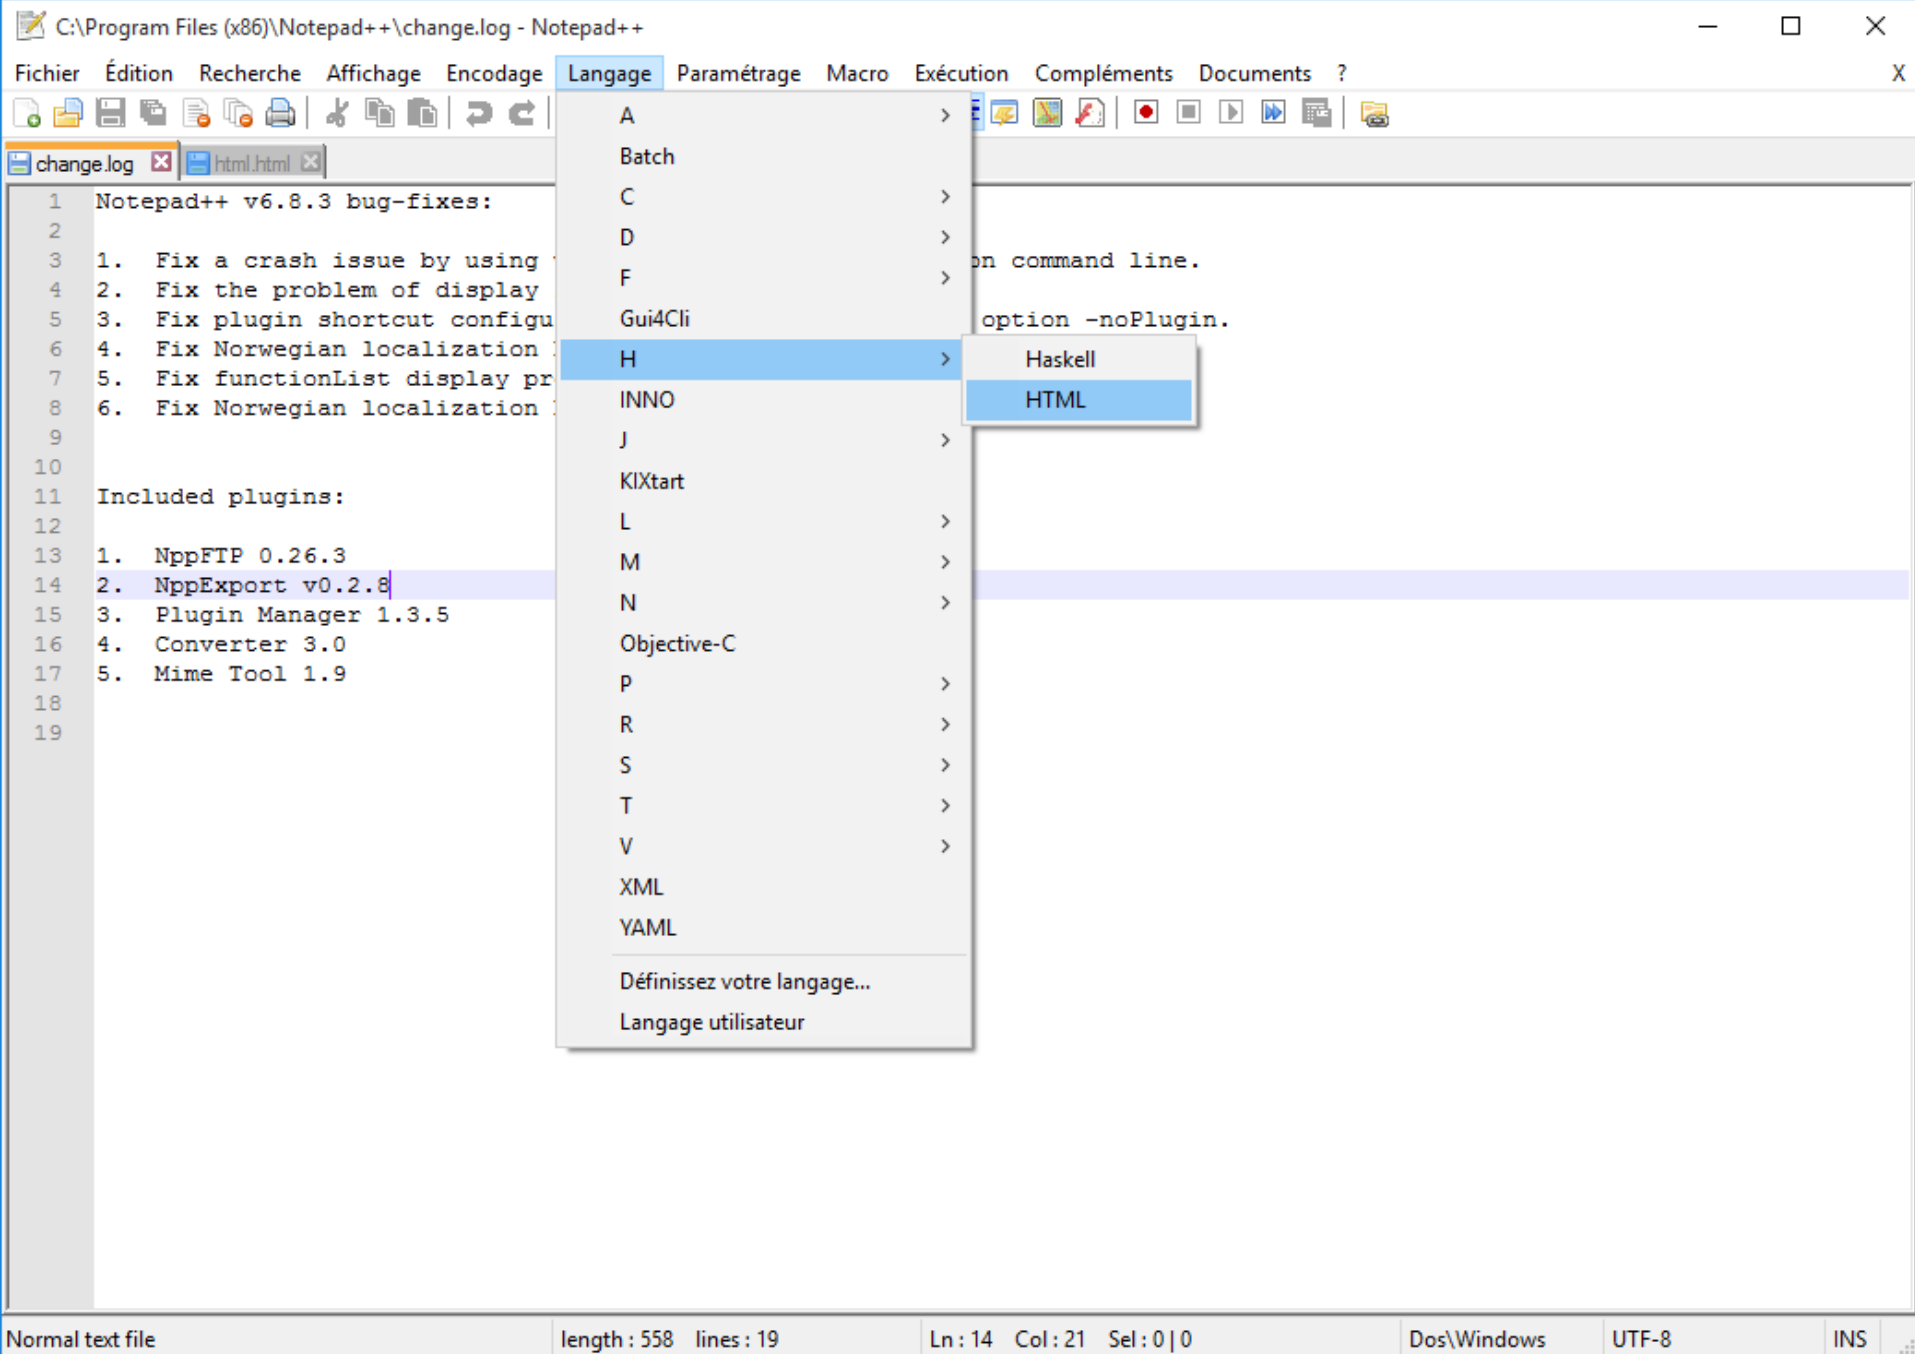 C:\Program Files (x86)\Notepad++\change.log - Notepad++
Fichier Édition Recherche Affichage Encodage Langage Paramétrage Macro Exécution Compléments Documents ? X
change.log html.html
1 Notepad++ v6.8.3 bug-fixes:
2
3 1. Fix a crash issue by using on command line.
4 2. Fix the problem of display
5 3. Fix plugin shortcut configu option -noPlugin.
6 4. Fix Norwegian localization
7 5. Fix functionList display pr
8 6. Fix Norwegian localization
9
10
11 Included plugins:
12
13 1. NppFTP 0.26.3
14 2. NppExport v0.2.8
15 3. Plugin Manager 1.3.5
16 4. Converter 3.0
17 5. Mime Tool 1.9
18
19
A
Batch
C
D
F
Gui4Cli
H
INNO
J
KIXtart
L
M
N
Objective-C
P
R
S
T
V
XML
YAML
Définissez votre langage...
Langage utilisateur
Haskell
HTML
Normal text file length : 558 lines : 19 Ln : 14 Col : 21 Sel : 0 | 0 Dos\Windows UTF-8 INS